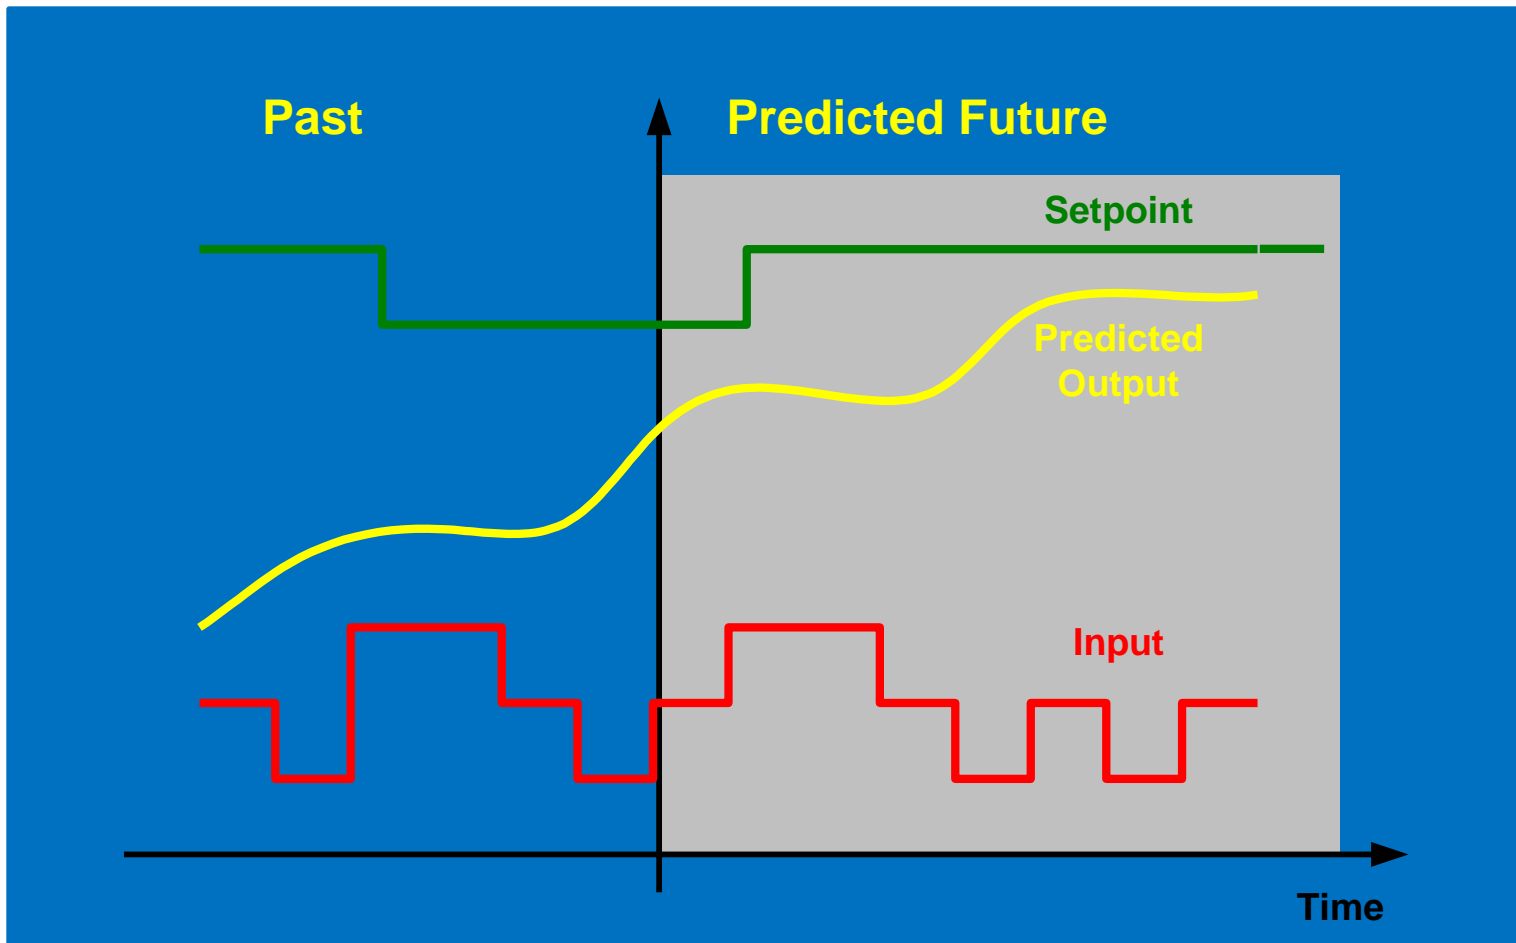 Past
Predicted Future
Setpoint
Predicted
Output
Input
Time